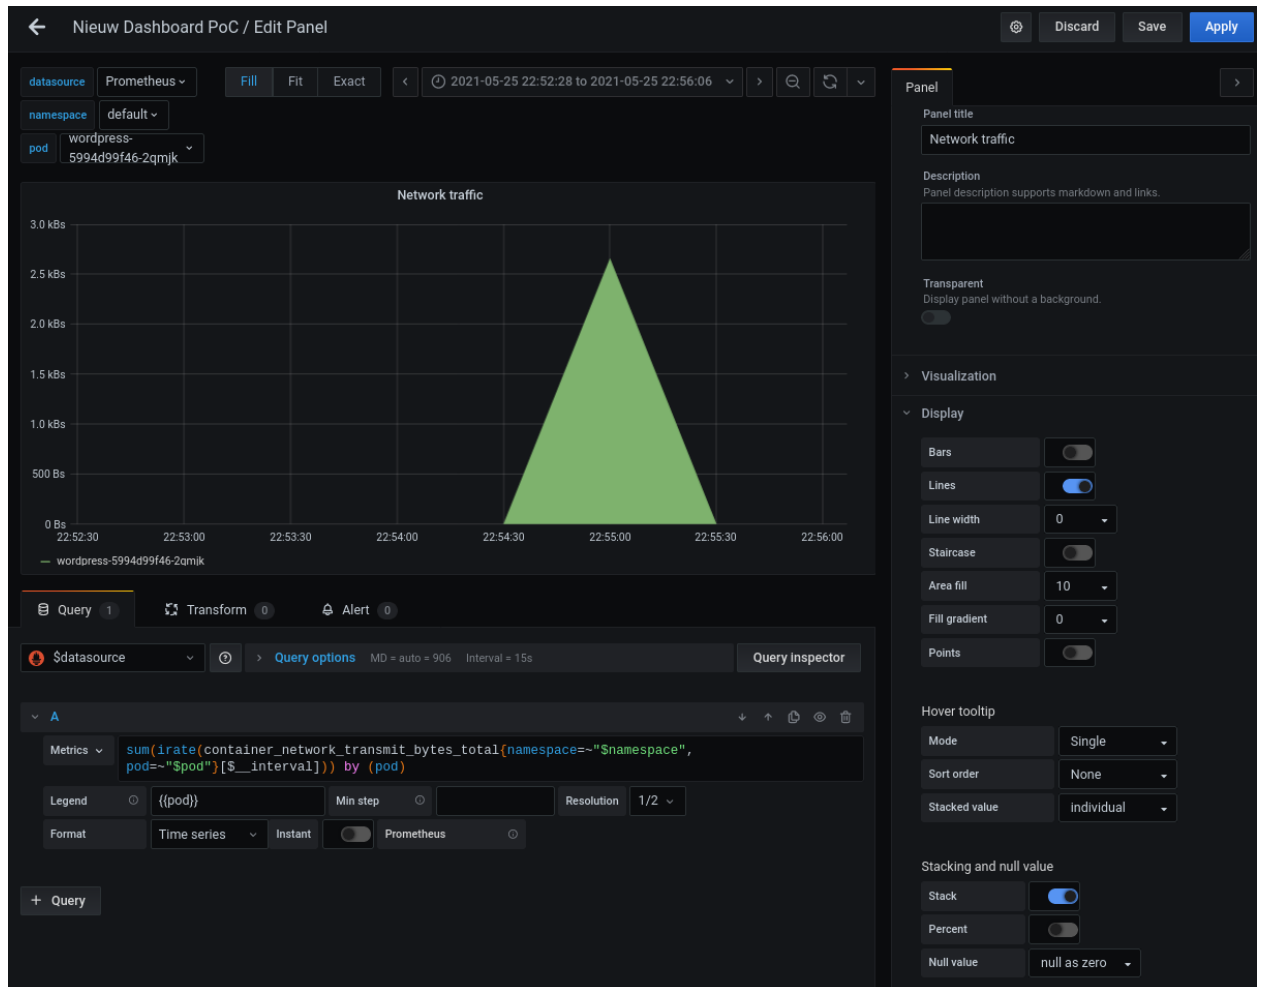 Nieuw Dashboard PoC / Edit Panel
Discard
Save
Apply
datasource
Prometheus
Fill
Fit
Exact
2021-05-25 22:52:28 to 2021-05-25 22:56:06
namespace
default
pod
wordpress-
5994d99f46-2qmjk
Network traffic
3.0 kBs
2.5 kBs
2.0 kBs
1.5 kBs
1.0 kBs
500 Bs
0 Bs
22:52:30
22:53:00
22:53:30
22:54:00
22:54:30
22:55:00
22:55:30
22:56:00
wordpress-5994d99f46-2qmjk
Query 1
Transform 0
Alert 0
$datasource
Query options
MD = auto = 906
Interval = 15s
Query inspector
A
Metrics
sum(irate(container_network_transmit_bytes_total{namespace=~"$namespace",
pod=~"$pod"}[$__interval])) by (pod)
Legend
{{pod}}
Min step
Resolution
1/2
Format
Time series
Instant
Prometheus
+ Query
Panel
Panel title
Network traffic
Description
Panel description supports markdown and links.
Transparent
Display panel without a background.
Visualization
Display
Bars
Lines
Line width
0
Staircase
Area fill
10
Fill gradient
0
Points
Hover tooltip
Mode
Single
Sort order
None
Stacked value
individual
Stacking and null value
Stack
Percent
Null value
null as zero